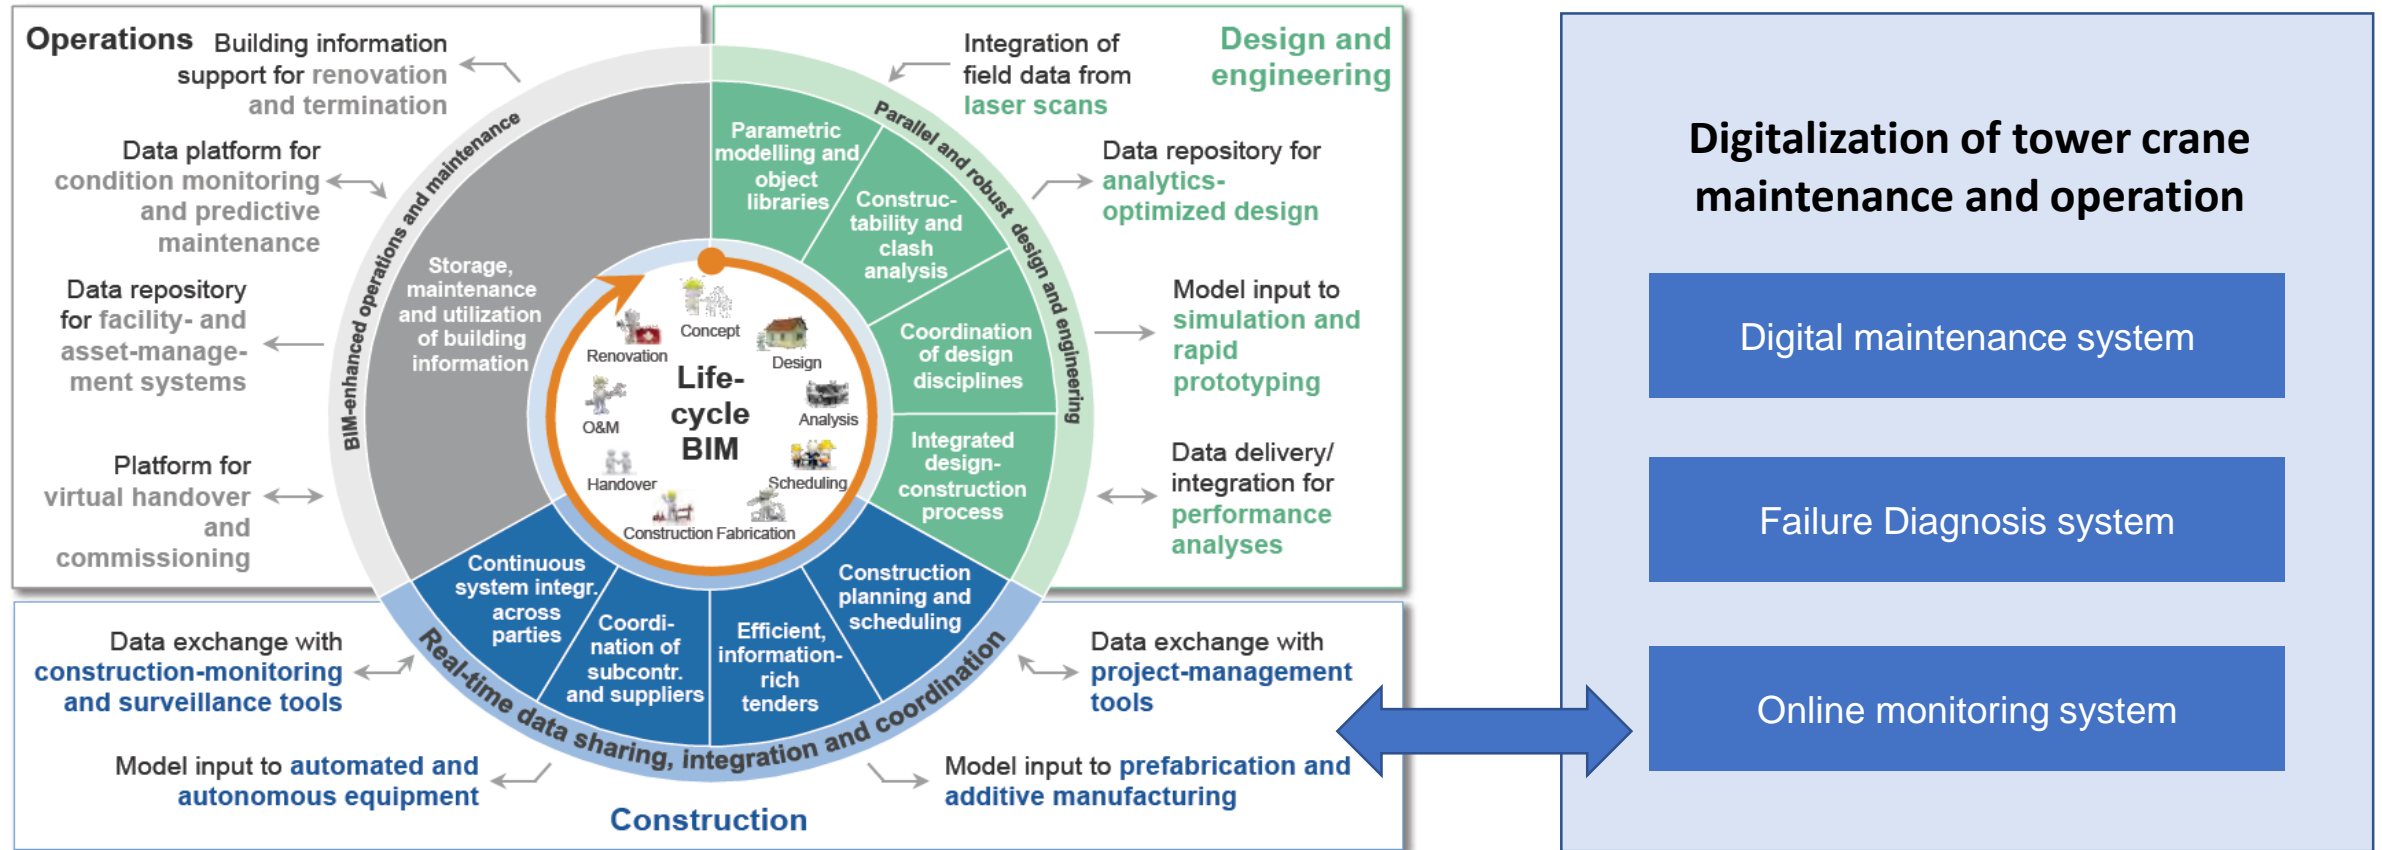 Operations
Building information
support for renovation
and termination
Data platform for
condition monitoring
and predictive
maintenance
Data repository
for facility- and
asset-manage-
ment systems
Platform for
virtual handover
and
commissioning
BIM-enhanced operations and maintenance
Storage,
maintenance
and utilization
of building
information
Design and
engineering
Integration of
field data from
laser scans
Data repository for
analytics-
optimized design
Model input to
simulation and
rapid
prototyping
Data delivery/
integration for
performance
analyses
Parallel and robust design and engineering
Parametric
modelling and
object
libraries
Construc-
tability and
clash
analysis
Coordination
of design
disciplines
Integrated
design-
construction
process
Life-
cycle
BIM
Concept
Design
Analysis
Scheduling
Fabrication
Construction
Handover
O&M
Renovation
Construction
planning and
scheduling
Efficient,
information-
rich
tenders
Coordi-
nation of
subcontr.
and suppliers
Continuous
system integr.
across
parties
Real-time data sharing, integration and coordination
Data exchange with
construction-monitoring
and surveillance tools
Model input to automated and
autonomous equipment
Data exchange with
project-management
tools
Model input to prefabrication and
additive manufacturing
Construction
Digitalization of tower crane
maintenance and operation
Digital maintenance system
Failure Diagnosis system
Online monitoring system